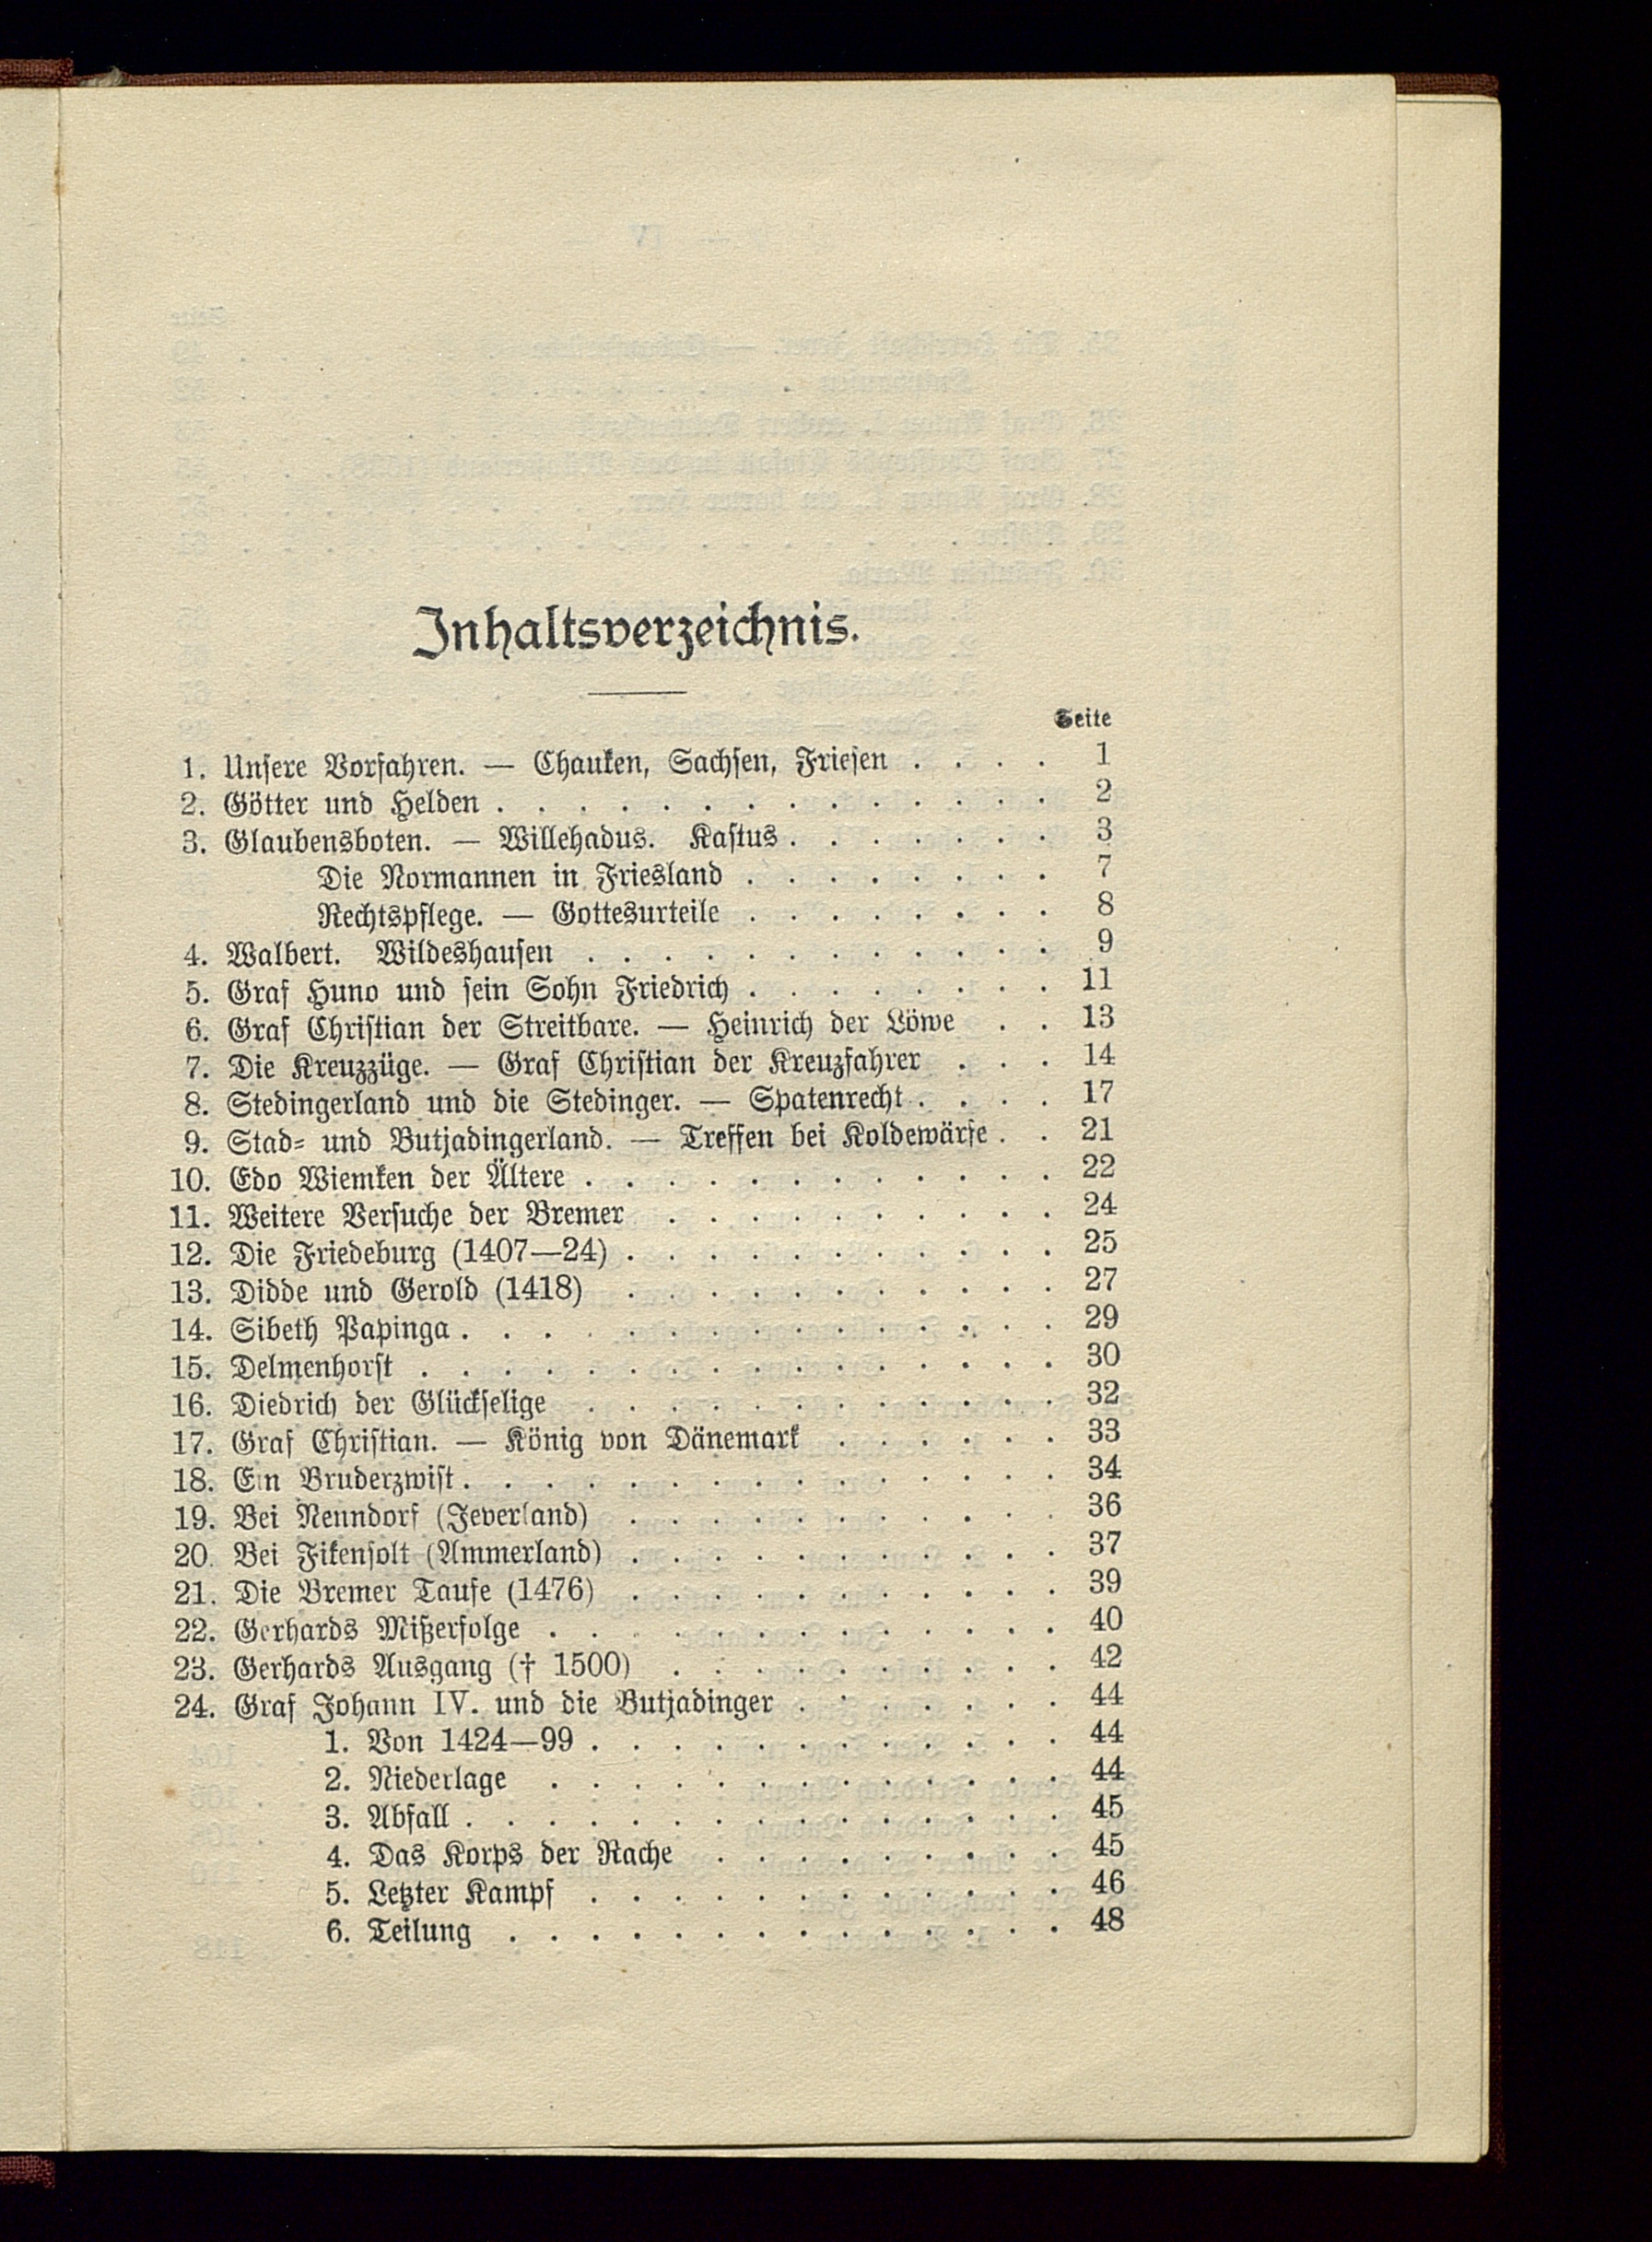 Inhaltsverzeichnis.
Seite
1. Unsere Vorfahren. — Chauken, Sachsen, Friesen . . . . 1
2. Götter und Helden . . . . . . . . . . . . . . 2
3. Glaubensboten. — Willehadus. Kastus . . . . . . . 3
Die Normannen in Friesland . . . . . . . . 7
Rechtspflege. — Gottesurteile . . . . . . . . 8
4. Walbert. Wildeshausen . . . . . . . . . . . . 9
5. Graf Huno und sein Sohn Friedrich . . . . . . . . 11
6. Graf Christian der Streitbare. — Heinrich der Löwe . . 13
7. Die Kreuzzüge. — Graf Christian der Kreuzfahrer . . . 14
8. Stedingerland und die Stedinger. — Spatenrecht . . . . 17
9. Stad- und Butjadingerland. — Treffen bei Koldewärfe . . 21
10. Edo Wiemken der Ältere . . . . . . . . . . . . 22
11. Weitere Versuche der Bremer . . . . . . . . . . 24
12. Die Friedeburg (1407—24) . . . . . . . . . . . 25
13. Didde und Gerold (1418) . . . . . . . . . . . 27
14. Sibeth Papinga . . . . . . . . . . . . . . . 29
15. Delmenhorst . . . . . . . . . . . . . . . . 30
16. Diedrich der Glückselige . . . . . . . . . . . . 32
17. Graf Christian. — König von Dänemark . . . . . . 33
18. Ein Bruderzwist . . . . . . . . . . . . . . . 34
19. Bei Nenndorf (Jeverland) . . . . . . . . . . . 36
20. Bei Fikensolt (Ammerland) . . . . . . . . . . . 37
21. Die Bremer Taufe (1476) . . . . . . . . . . . 39
22. Gerhards Mißerfolge . . . . . . . . . . . . . 40
23. Gerhards Ausgang († 1500) . . . . . . . . . . 42
24. Graf Johann IV. und die Butjadinger . . . . . . . 44
1. Von 1424—99 . . . . . . . . . . . . 44
2. Niederlage . . . . . . . . . . . . . 44
3. Abfall . . . . . . . . . . . . . . . 45
4. Das Korps der Rache . . . . . . . . . 45
5. Letzter Kampf . . . . . . . . . . . . 46
6. Teilung . . . . . . . . . . . . . . 48